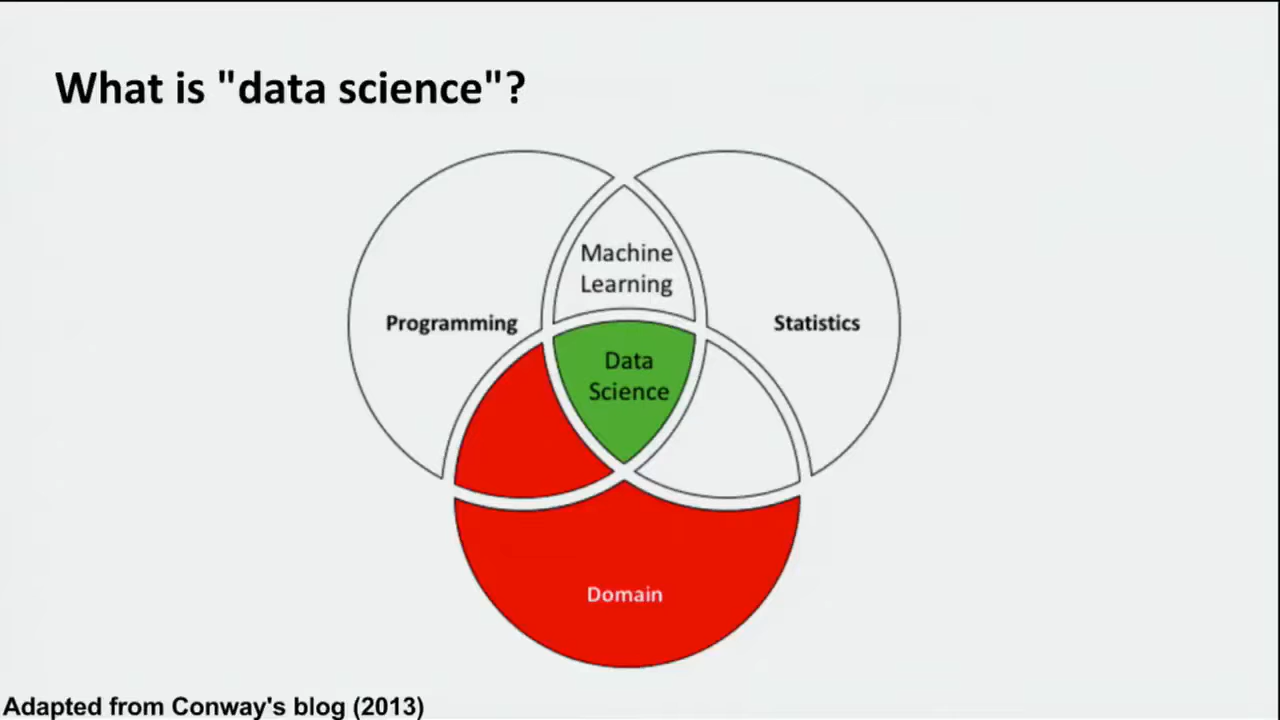 What is "data science"?
Machine
Learning
Programming
Statistics
Data
Science
Domain
Adapted from Conway's blog (2013)